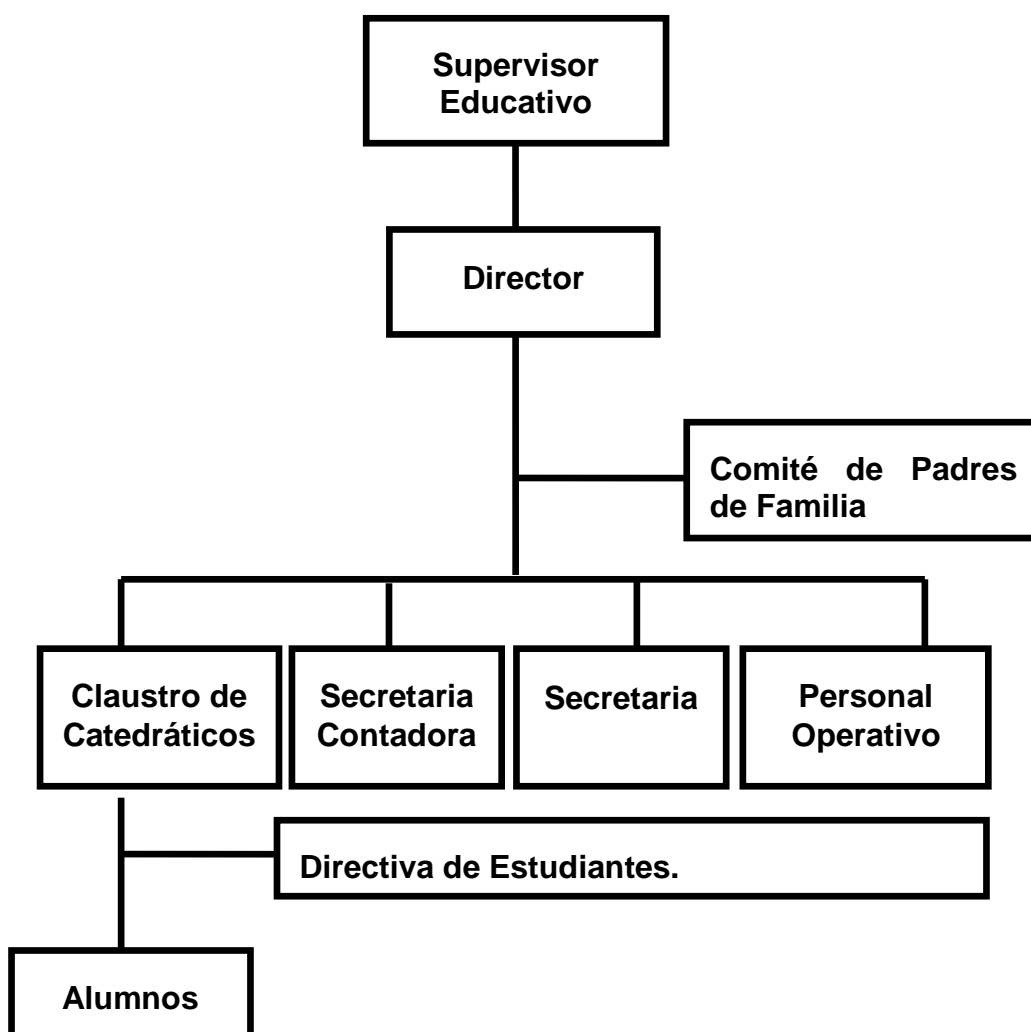 Supervisor
Educativo
Director
Comité de Padres
de Familia
Claustro de
Catedráticos
Secretaria
Contadora
Secretaria
Personal
Operativo
Directiva de Estudiantes.
Alumnos